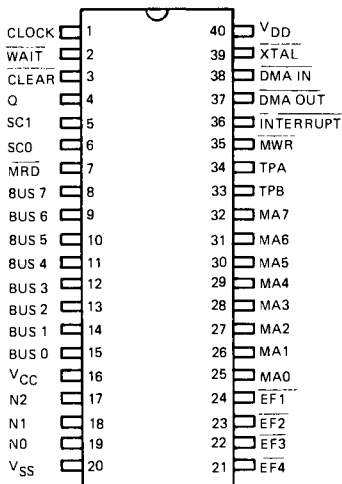 CLOCK 1 40 VDD
WAIT 2 39 XTAL
CLEAR 3 38 DMA IN
Q 4 37 DMA OUT
SC1 5 36 INTERRUPT
SC0 6 35 MWR
MRD 7 34 TPA
BUS 7 8 33 TPB
BUS 6 9 32 MA7
BUS 5 10 31 MA6
BUS 4 11 30 MA5
BUS 3 12 29 MA4
BUS 2 13 28 MA3
BUS 1 14 27 MA2
BUS 0 15 26 MA1
VCC 16 25 MA0
N2 17 24 EF1
N1 18 23 EF2
N0 19 22 EF3
VSS 20 21 EF4